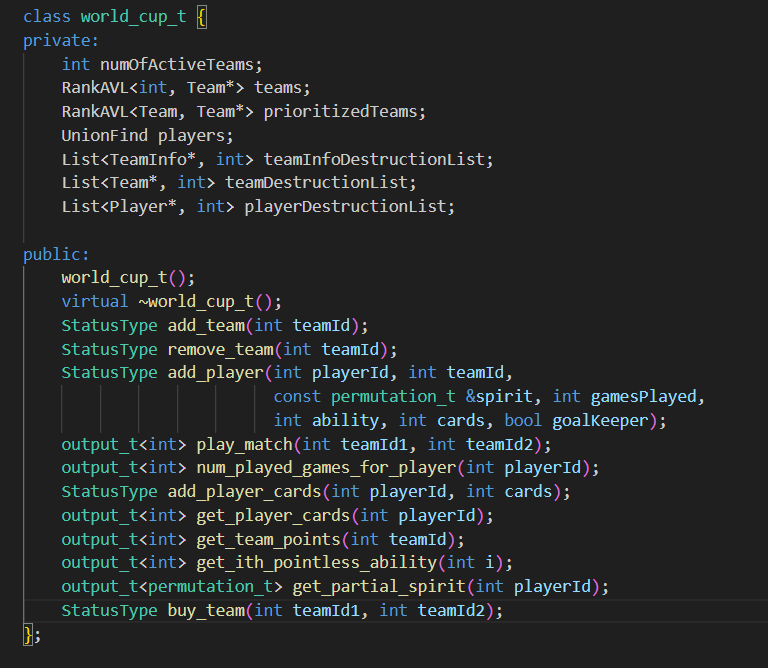 class world_cup_t {
private:
    int numOfActiveTeams;
    RankAVL<int, Team*> teams;
    RankAVL<Team, Team*> prioritizedTeams;
    UnionFind players;
    List<TeamInfo*, int> teamInfoDestructionList;
    List<Team*, int> teamDestructionList;
    List<Player*, int> playerDestructionList;

public:
    world_cup_t();
    virtual ~world_cup_t();
    StatusType add_team(int teamId);
    StatusType remove_team(int teamId);
    StatusType add_player(int playerId, int teamId,
                          const permutation_t &spirit, int gamesPlayed,
                          int ability, int cards, bool goalKeeper);
    output_t<int> play_match(int teamId1, int teamId2);
    output_t<int> num_played_games_for_player(int playerId);
    StatusType add_player_cards(int playerId, int cards);
    output_t<int> get_player_cards(int playerId);
    output_t<int> get_team_points(int teamId);
    output_t<int> get_ith_pointless_ability(int i);
    output_t<permutation_t> get_partial_spirit(int playerId);
    StatusType buy_team(int teamId1, int teamId2);
};